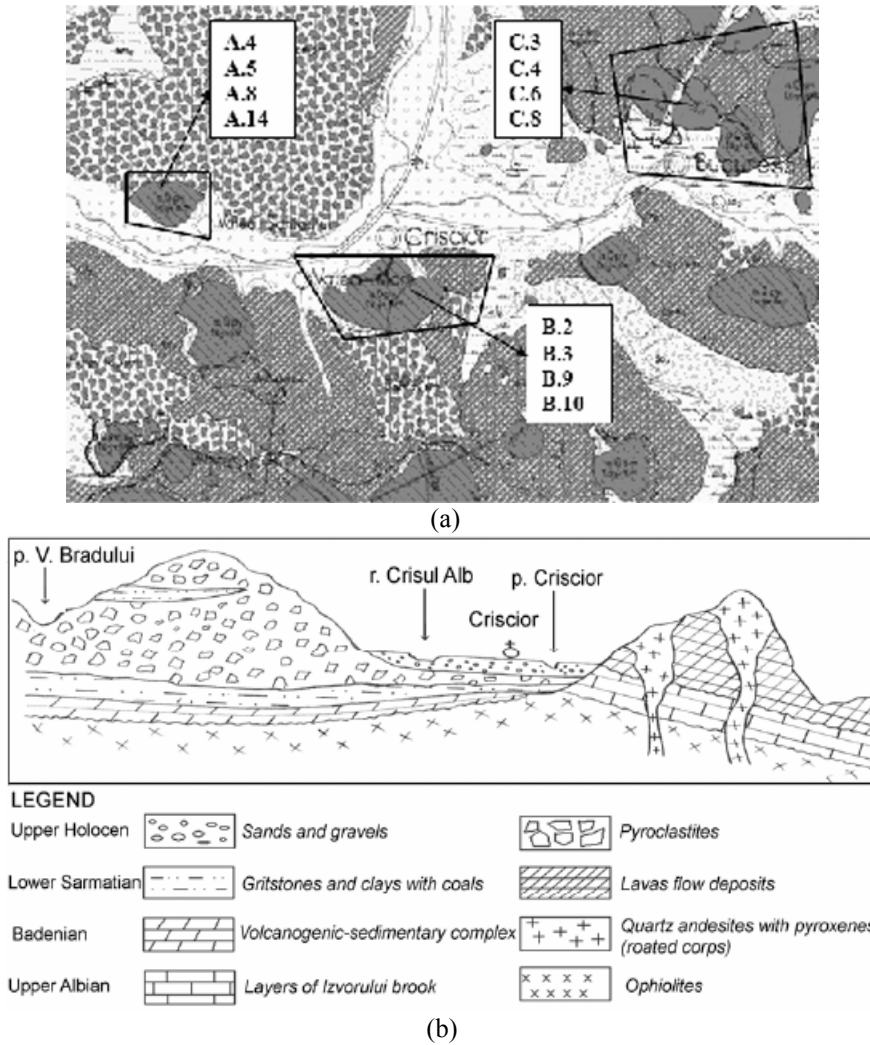 A.4
A.5
A.8
A.14
C.3
C.4
C.6
C.8
Crisior
B.2
B.3
B.9
B.10
(a)
p. V. Bradului
r. Crisul Alb
p. Criscior
Criscior
LEGEND
Upper Holocen
Sands and gravels
Pyroclastites
Lower Sarmatian
Gritstones and clays with coals
Lavas flow deposits
Badenian
Volcanogenic-sedimentary complex
Quartz andesites with pyroxenes
(roated corps)
Upper Albian
Layers of Izvorului brook
Ophiolites
(b)